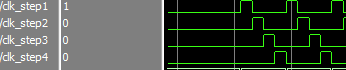 /clk_step1 1
/clk_step2 0
/clk_step3 0
/clk_step4 0